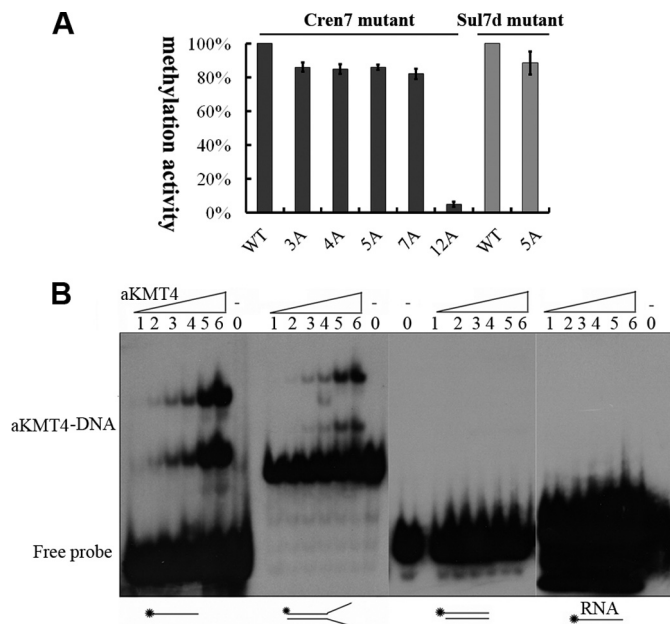 A
Cren7 mutant Sul7d mutant
methylation activity
100%
80%
60%
40%
20%
0%
WT 3A 4A 5A 7A 12A WT 5A
B
aKMT4 - - -
1 2 3 4 5 6 0 1 2 3 4 5 6 0 0 1 2 3 4 5 6 1 2 3 4 5 6 0
aKMT4-DNA
Free probe
RNA